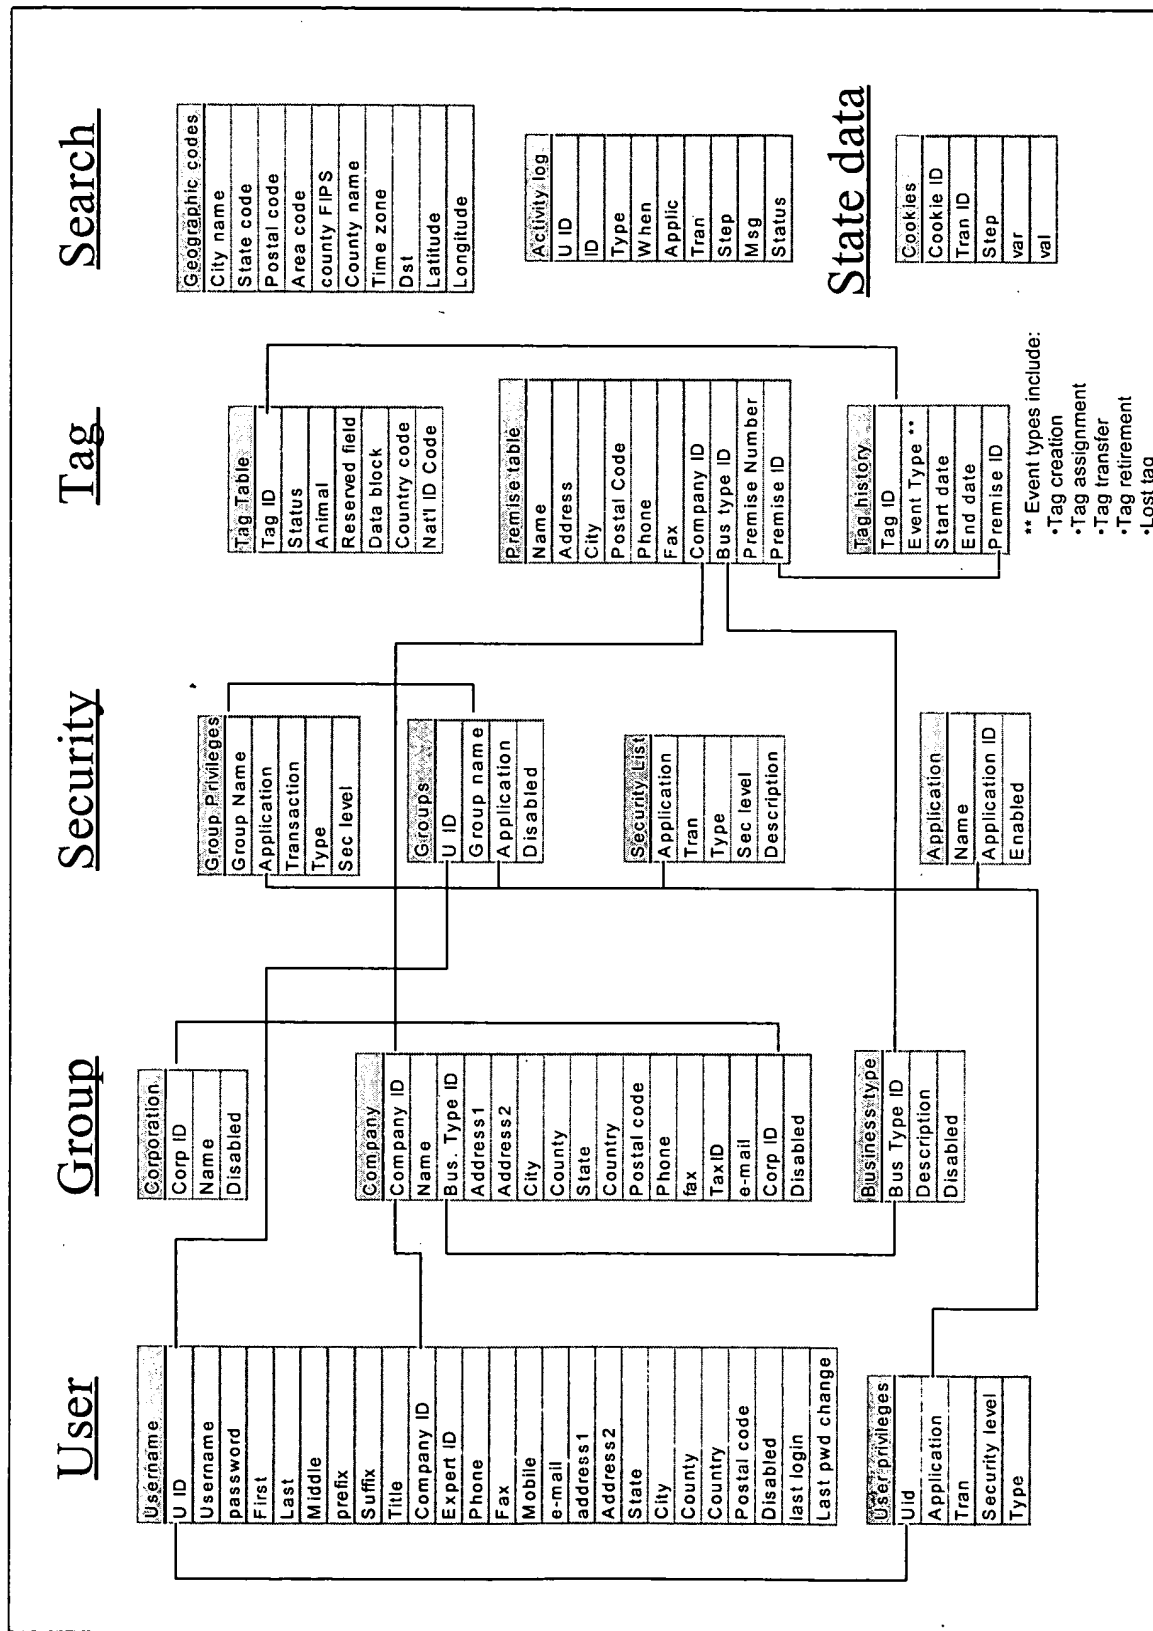 User
Username
U ID
Username
password
First
Last
Middle
prefix
Suffix
Title
Company ID
Expert ID
Phone
Fax
Mobile
e-mail
address1
Address2
State
City
County
Country
Postal code
Disabled
last login
Last pwd change
User privileges
Uid
Application
Tran
Security level
Type
Group
Corporation
Corp ID
Name
Disabled
Company
Company ID
Name
Bus. Type ID
Address1
Address2
City
County
State
Country
Postal code
Phone
fax
TaxID
e-mail
Corp ID
Disabled
Business type
Bus Type ID
Description
Disabled
Security
Group Privileges
Group Name
Application
Transaction
Type
Sec level
Groups
U ID
Group name
Application
Disabled
Security List
Application
Tran
Type
Sec level
Description
Application
Name
Application ID
Enabled
Tag
Tag Table
Tag ID
Status
Animal
Reserved field
Data block
Country code
Nat'l ID Code
Premise table
Name
Address
City
Postal Code
Phone
Fax
Company ID
Bus type ID
Premise Number
Premise ID
Tag history
Tag ID
Event Type **
Start date
End date
Premise ID
** Event types include:
•Tag creation
•Tag assignment
•Tag transfer
•Tag retirement
•Lost tag
Search
Geographic codes
City name
State code
Postal code
Area code
county FIPS
County name
Time zone
Dst
Latitude
Longitude
Activity log
U ID
ID
Type
When
Applic
Tran
Step
Msg
Status
State data
Cookies
Cookie ID
Tran ID
Step
var
val